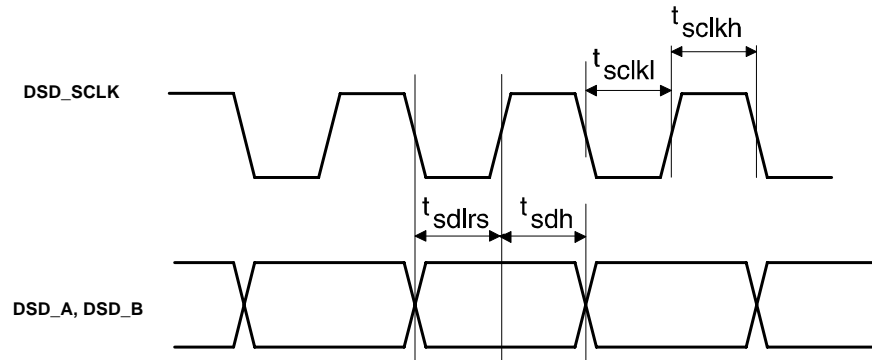 t sclkh
t sclkl
DSD_SCLK
t sdlrs
t sdh
DSD_A, DSD_B